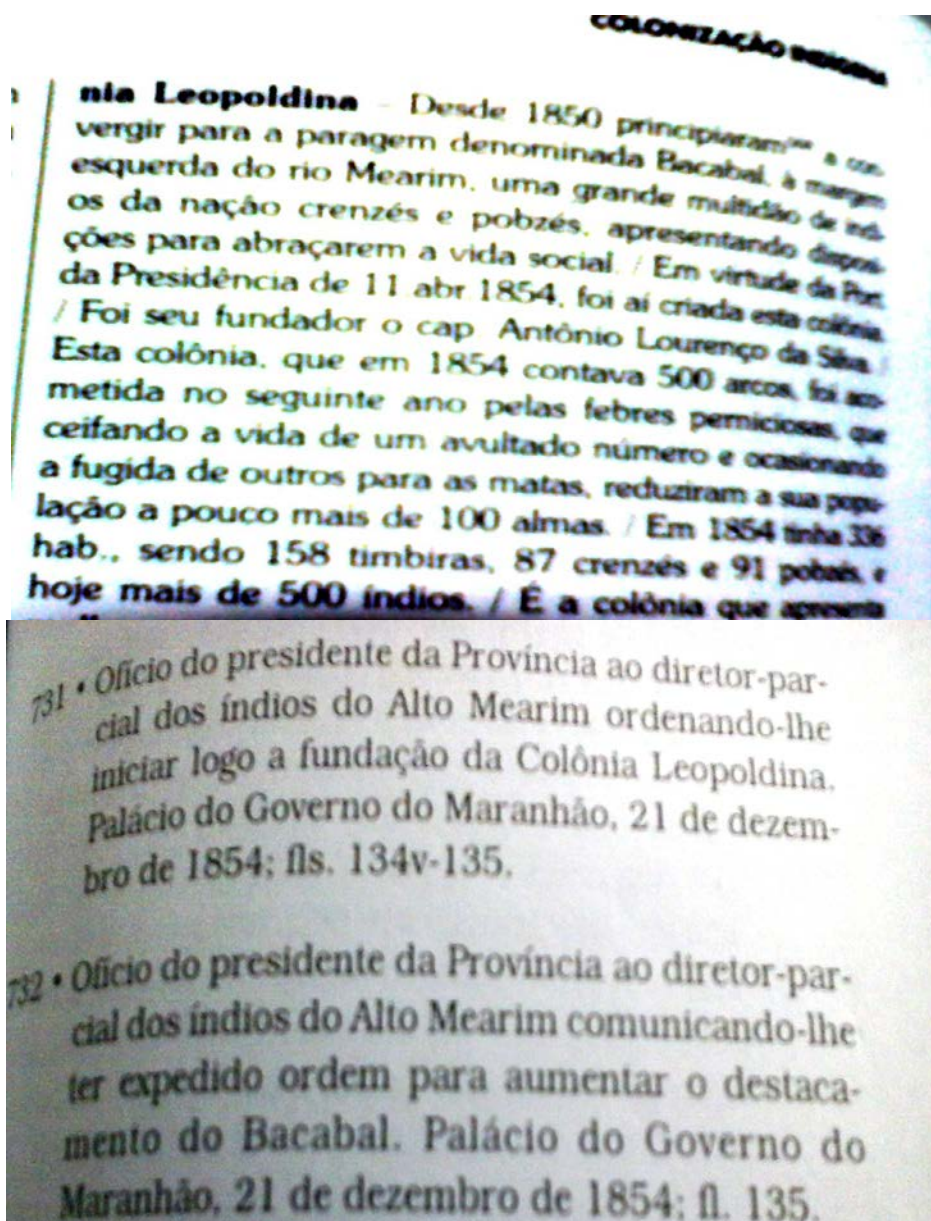 COLONIZAÇÃO INDÍGENA
nia Leopoldina – Desde 1850 principiaram a con-
vergir para a paragem denominada Bacabal, à margem
esquerda do rio Mearim, uma grande multidão de indi-
os da nação crenzés e pobzés, apresentando disposi-
ções para abraçarem a vida social. / Em virtude da Port.
da Presidência de 11 abr 1854, foi aí criada esta colônia.
/ Foi seu fundador o cap. Antônio Lourenço da Silva. /
Esta colônia, que em 1854 contava 500 arcos, foi aco-
metida no seguinte ano pelas febres perniciosas, que
ceifando a vida de um avultado número e ocasionando
a fugida de outros para as matas, reduziram a sua popu-
lação a pouco mais de 100 almas. / Em 1854 tinha 336
hab., sendo 158 timbiras, 87 crenzés e 91 pobzés, e
hoje mais de 500 índios. / É a colônia que apresenta
731 • Ofício do presidente da Província ao diretor-par-
cial dos índios do Alto Mearim ordenando-lhe
iniciar logo a fundação da Colônia Leopoldina.
Palácio do Governo do Maranhão, 21 de dezem-
bro de 1854; fls. 134v-135.
732 • Ofício do presidente da Província ao diretor-par-
cial dos índios do Alto Mearim comunicando-lhe
ter expedido ordem para aumentar o destaca-
mento do Bacabal. Palácio do Governo do
Maranhão, 21 de dezembro de 1854; fl. 135.